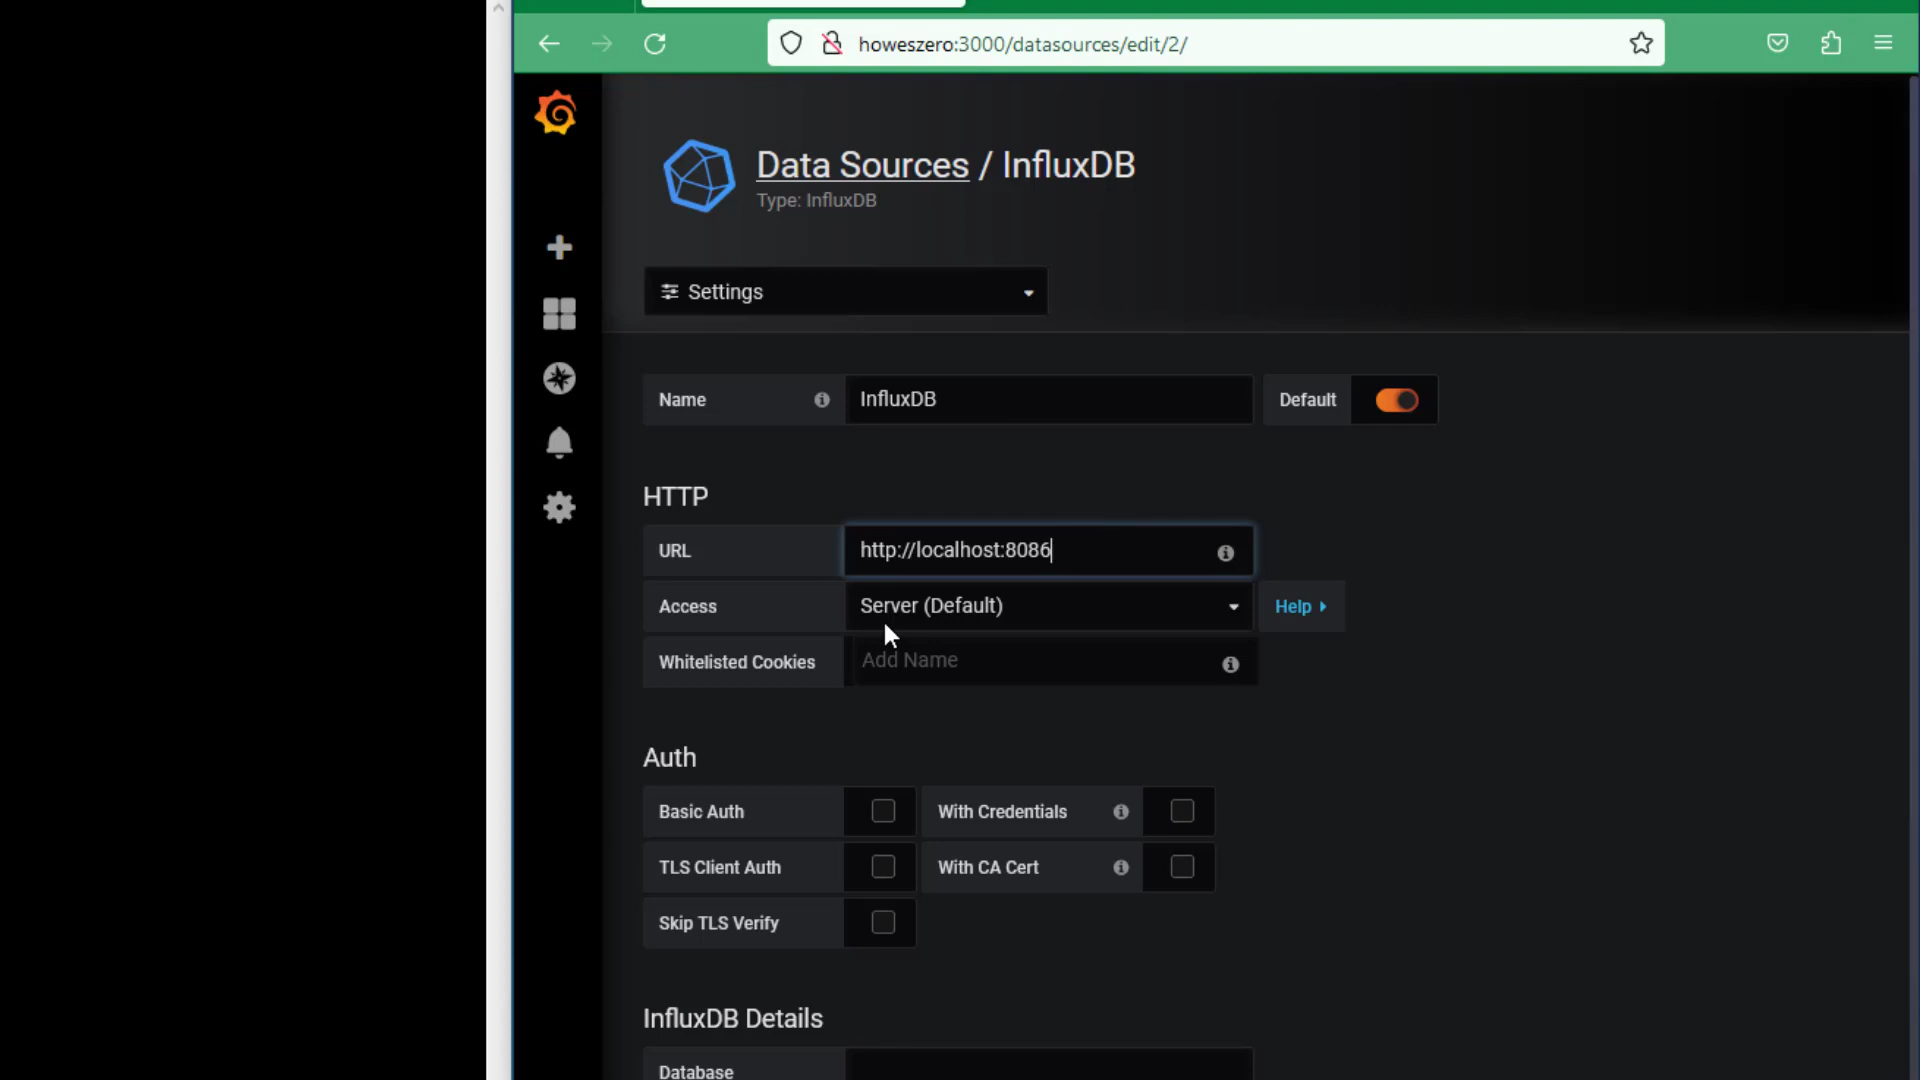 howeszero:3000/datasources/edit/2/
Data Sources / InfluxDB
Type: InfluxDB
Settings
Name InfluxDB Default
HTTP
URL http://localhost:8086
Access Server (Default) Help
Whitelisted Cookies Add Name
Auth
Basic Auth With Credentials
TLS Client Auth With CA Cert
Skip TLS Verify
InfluxDB Details
Database